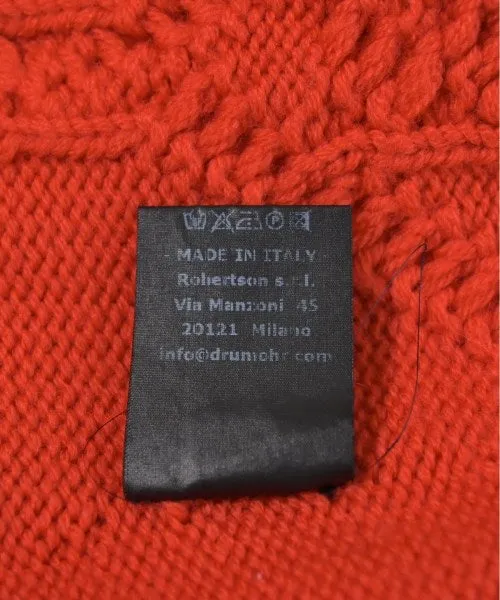 - MADE IN ITALY -
Robertson s.r.l.
Via Manzoni 45
20121 Milano
info@drumohr.com